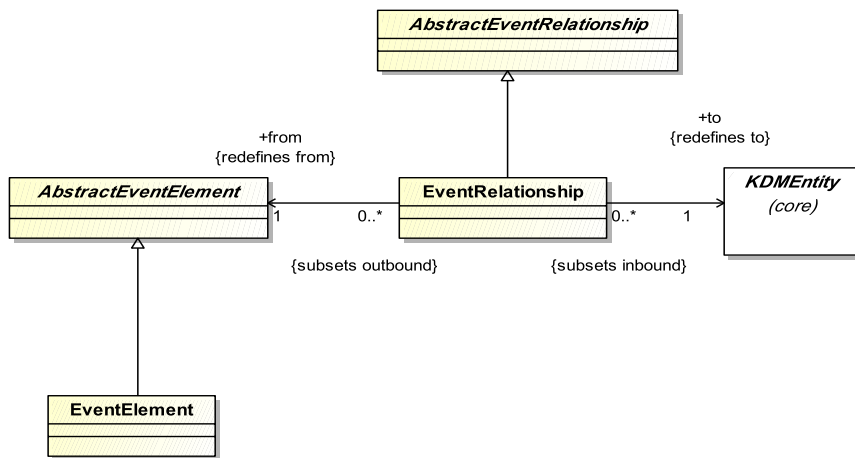 AbstractEventRelationship
+from
{redefines from}
+to
{redefines to}
AbstractEventElement
EventRelationship
KDMEntity
(core)
1
0..*
0..*
1
{subsets outbound}
{subsets inbound}
EventElement